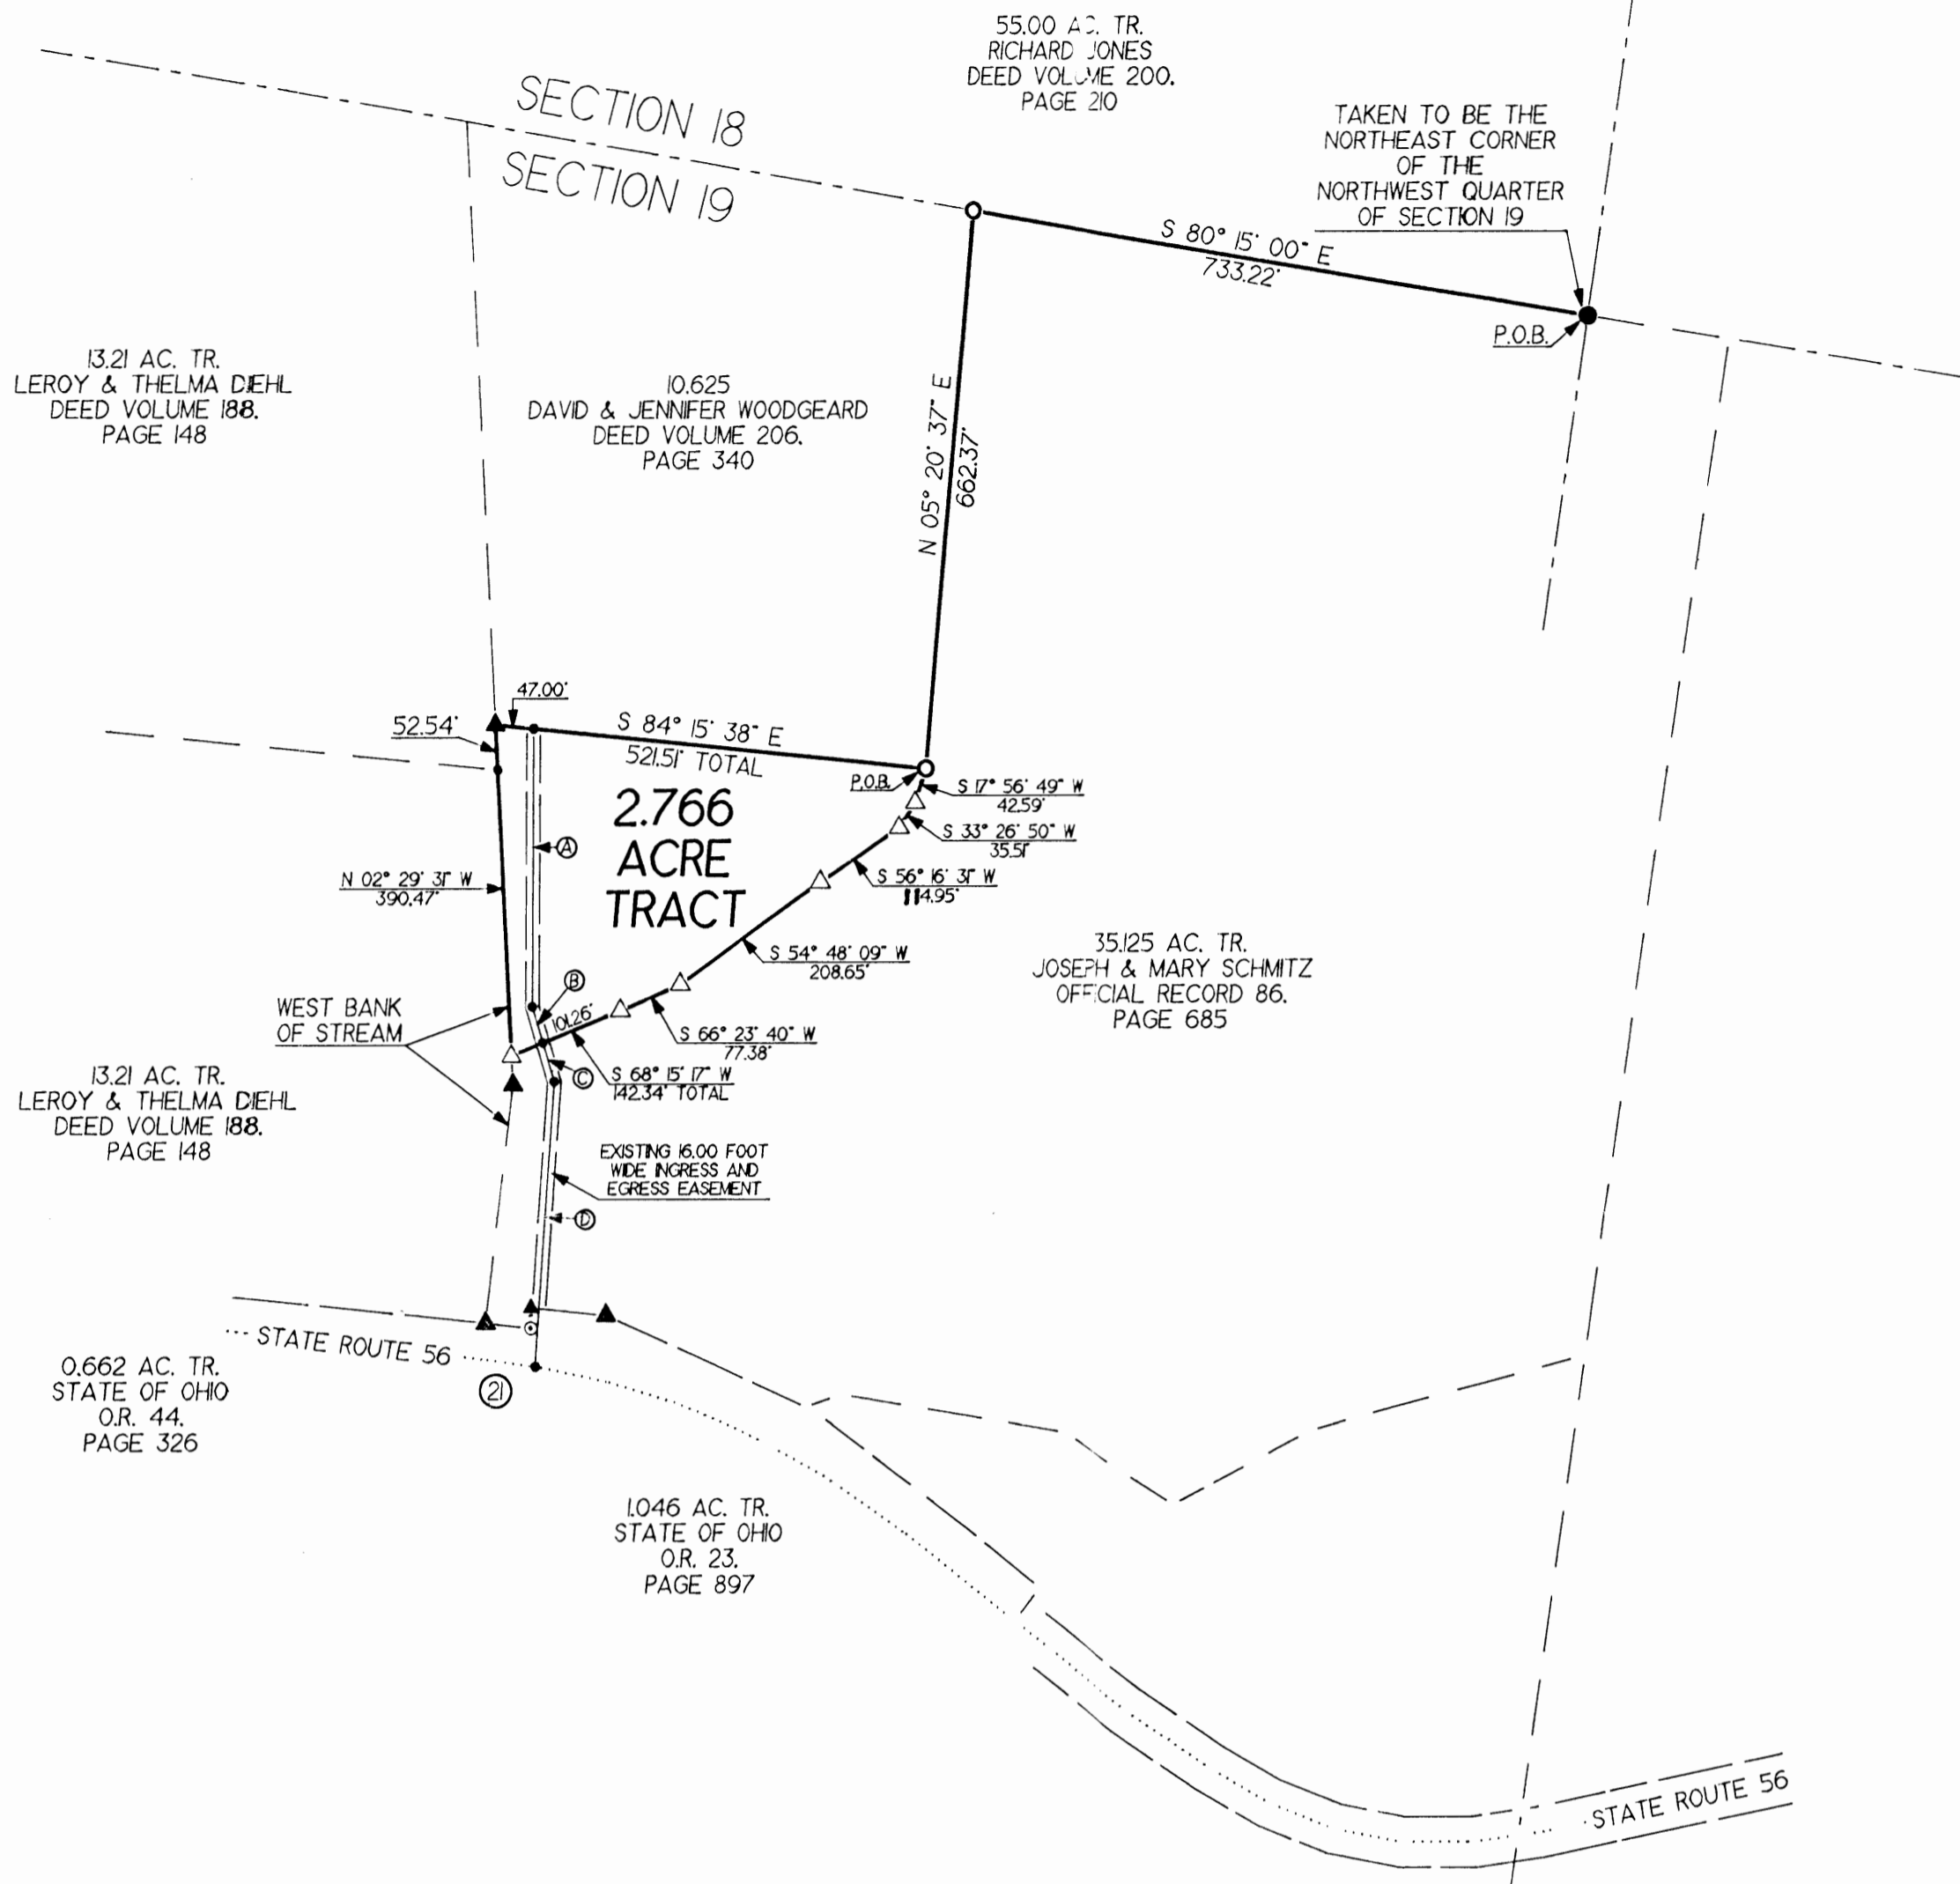 55.00 AC. TR.
RICHARD JONES
DEED VOLUME 200.
PAGE 210
TAKEN TO BE THE
NORTHEAST CORNER
OF THE
NORTHWEST QUARTER
OF SECTION 19
SECTION 18
SECTION 19
S 80° 15' 00" E
733.22'
P.O.B.
13.21 AC. TR.
LEROY & THELMA DIEHL
DEED VOLUME 188.
PAGE 148
10.625
DAVID & JENNIFER WOODGEARD
DEED VOLUME 206.
PAGE 340
N 05° 20' 37" E
662.37'
47.00'
52.54'
S 84° 15' 38" E
521.51' TOTAL
P.O.B.
S 17° 56' 49" W
42.59'
S 33° 26' 50" W
35.51'
S 56° 16' 31" W
114.95'
2.766
ACRE
TRACT
A
N 02° 29' 31" W
390.47'
S 54° 48' 09" W
208.65'
35.125 AC. TR.
JOSEPH & MARY SCHMITZ
OFFICIAL RECORD 86.
PAGE 685
B
WEST BANK
OF STREAM
101.26'
S 66° 23' 40" W
77.38'
C
S 68° 15' 17" W
142.34' TOTAL
13.21 AC. TR.
LEROY & THELMA DIEHL
DEED VOLUME 188.
PAGE 148
EXISTING 16.00 FOOT
WIDE INGRESS AND
EGRESS EASEMENT
D
STATE ROUTE 56
21
0.662 AC. TR.
STATE OF OHIO
O.R. 44.
PAGE 326
1.046 AC. TR.
STATE OF OHIO
O.R. 23.
PAGE 897
STATE ROUTE 56